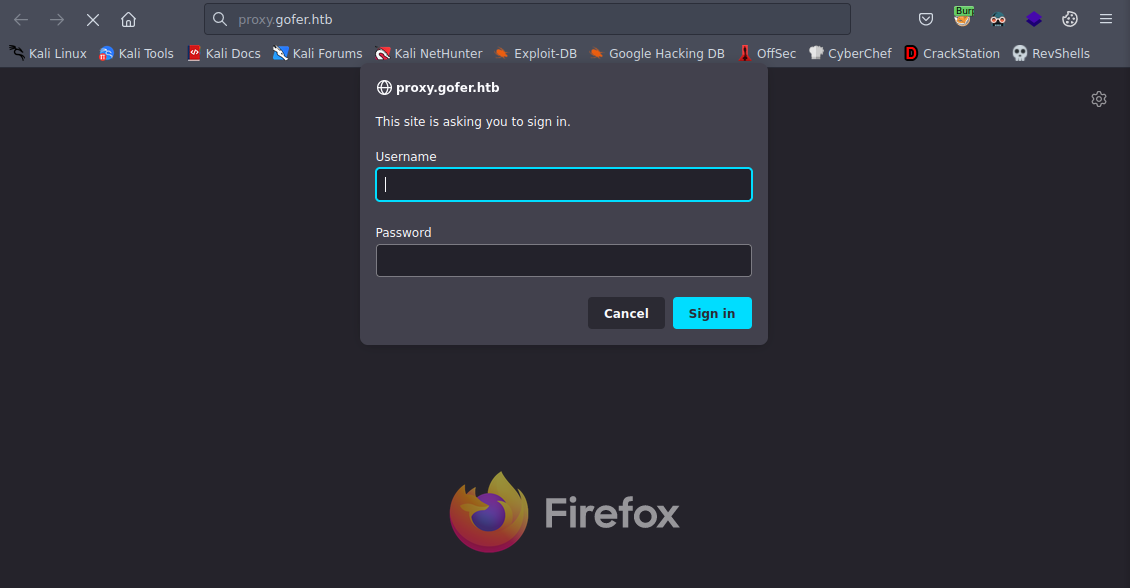 proxy.gofer.htb
Bur
Kali Linux Kali Tools Kali Docs Kali Forums Kali NetHunter Exploit-DB Google Hacking DB OffSec CyberChef CrackStation RevShells
proxy.gofer.htb
This site is asking you to sign in.
Username
Password
Cancel Sign in
Firefox